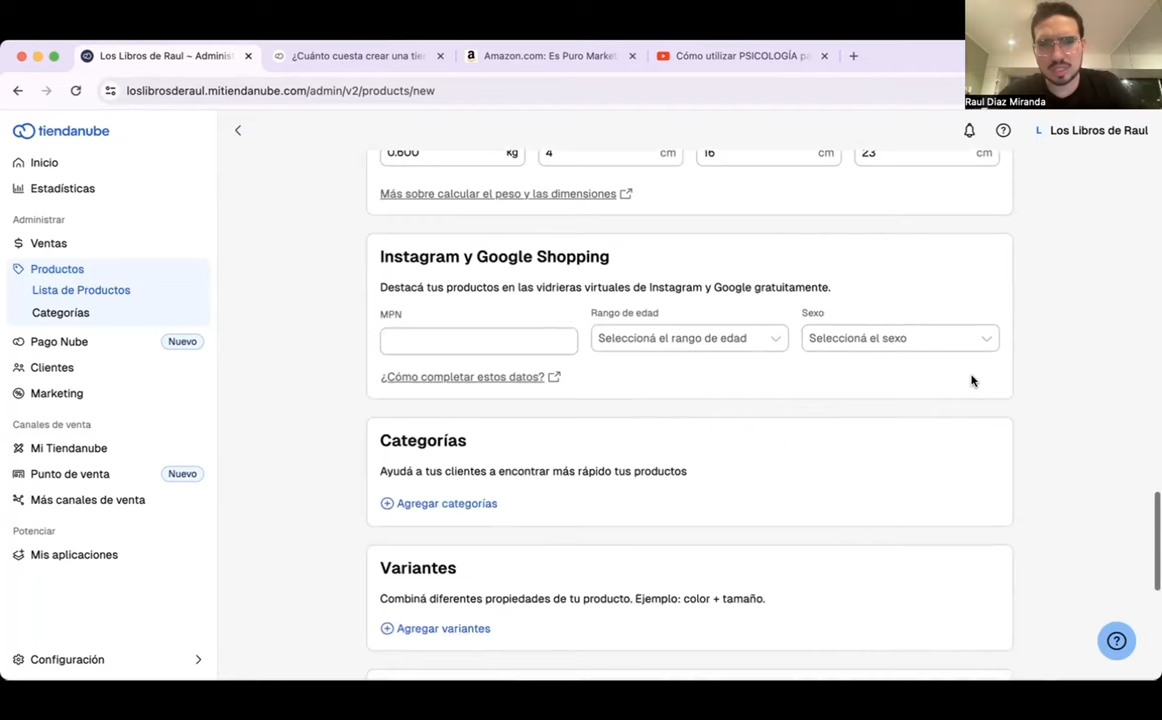 Los Libros de Raul ~ Administ
¿Cuánto cuesta crear una tie
Amazon.com: Es Puro Market
Cómo utilizar PSICOLOGÍA pa
loslibrosderaul.mitiendanube.com/admin/v2/products/new
Raul Diaz Miranda
tiendanube
L Los Libros de Raul
Inicio
Estadísticas
Administrar
Ventas
Productos
Lista de Productos
Categorías
Pago Nube Nuevo
Clientes
Marketing
Canales de venta
Mi Tiendanube
Punto de venta Nuevo
Más canales de venta
Potenciar
Mis aplicaciones
Configuración
0.600 kg 4 cm 16 cm 23 cm
Más sobre calcular el peso y las dimensiones
Instagram y Google Shopping
Destacá tus productos en las vidrieras virtuales de Instagram y Google gratuitamente.
MPN Rango de edad Sexo
Seleccioná el rango de edad Seleccioná el sexo
¿Cómo completar estos datos?
Categorías
Ayudá a tus clientes a encontrar más rápido tus productos
Agregar categorías
Variantes
Combiná diferentes propiedades de tu producto. Ejemplo: color + tamaño.
Agregar variantes